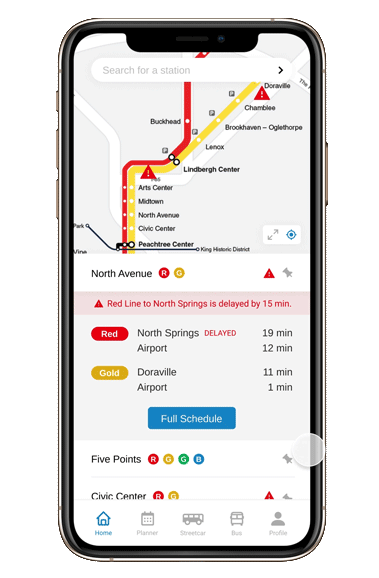 Search for a station
Doraville
Chamblee
Buckhead
Brookhaven – Oglethorpe
Lenox
Lindbergh Center
Arts Center
Midtown
North Avenue
Civic Center
Park
Peachtree Center
King Historic District
Vine
North Avenue R G
Red Line to North Springs is delayed by 15 min.
Red North Springs DELAYED 19 min
Airport 12 min
Gold Doraville 11 min
Airport 1 min
Full Schedule
Five Points R G G B
Civic Center R G
Home Planner Streetcar Bus Profile